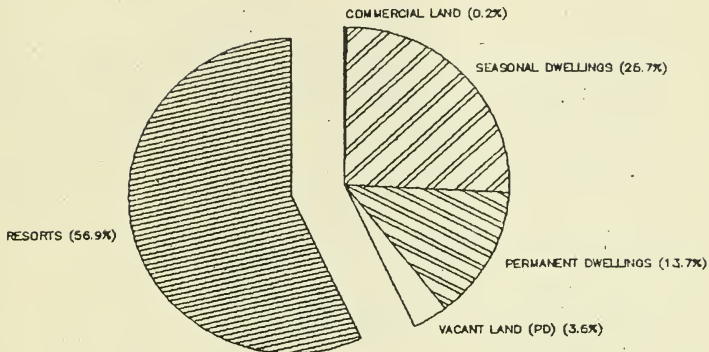 COMMERCIAL LAND (0.2%)
SEASONAL DWELLINGS (25.7%)
RESORTS (56.9%)
PERMANENT DWELLINGS (13.7%)
VACANT LAND (PD) (3.5%)